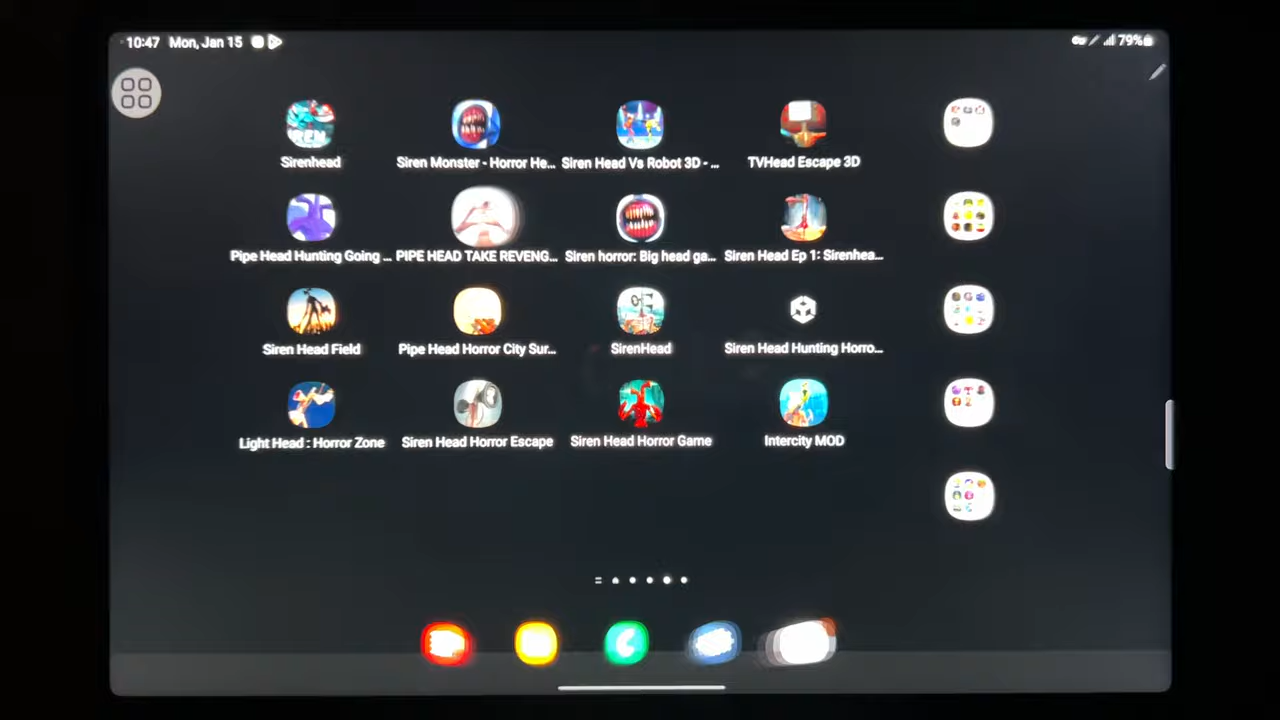 10:47 Mon, Jan 15
79%
Sirenhead
Siren Monster - Horror He...
Siren Head Vs Robot 3D - ...
TVHead Escape 3D
Pipe Head Hunting Going ...
PIPE HEAD TAKE REVENG...
Siren horror: Big head ga...
Siren Head Ep 1: Sirenhea...
Siren Head Field
Pipe Head Horror City Sur...
SirenHead
Siren Head Hunting Horro...
Light Head : Horror Zone
Siren Head Horror Escape
Siren Head Horror Game
Intercity MOD